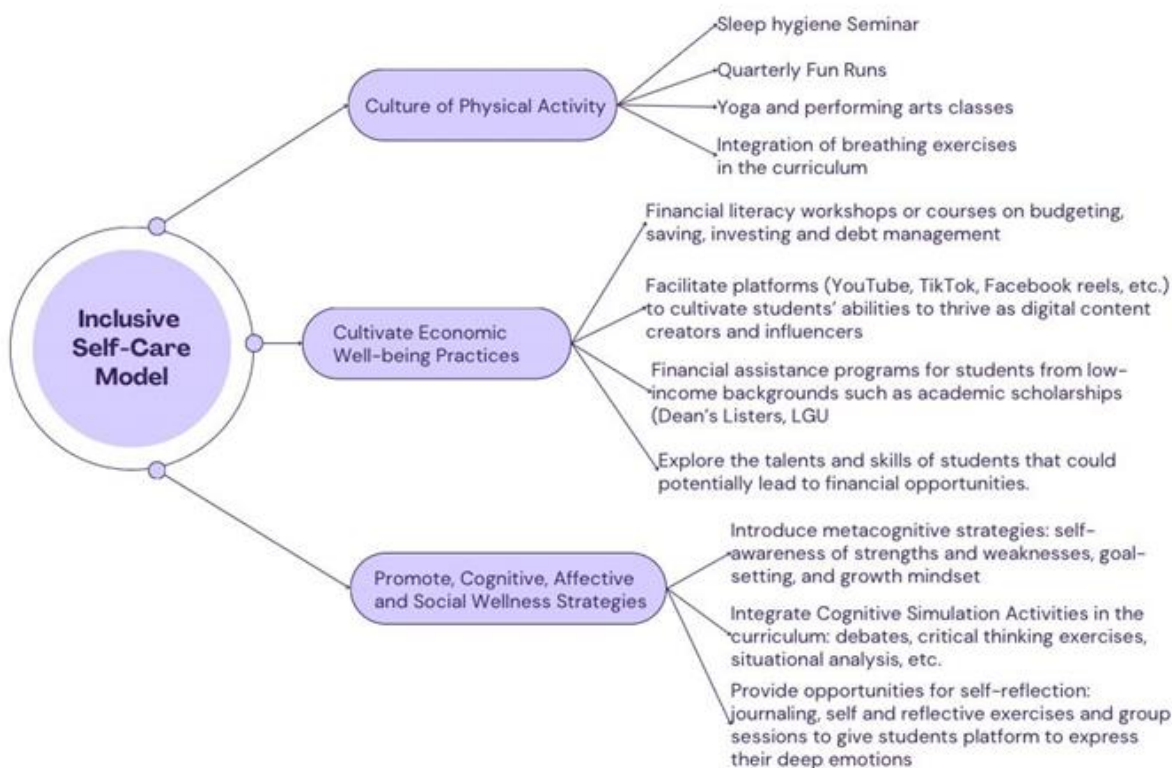 Inclusive
Self-Care
Model
Culture of Physical Activity
Sleep hygiene Seminar
Quarterly Fun Runs
Yoga and performing arts classes
Integration of breathing exercises
in the curriculum
Cultivate Economic
Well-being Practices
Financial literacy workshops or courses on budgeting,
saving, investing and debt management
Facilitate platforms (YouTube, TikTok, Facebook reels, etc.)
to cultivate students’ abilities to thrive as digital content
creators and influencers
Financial assistance programs for students from low-
income backgrounds such as academic scholarships
(Dean’s Listers, LGU
Explore the talents and skills of students that could
potentially lead to financial opportunities.
Promote, Cognitive, Affective
and Social Wellness Strategies
Introduce metacognitive strategies: self-
awareness of strengths and weaknesses, goal-
setting, and growth mindset
Integrate Cognitive Simulation Activities in the
curriculum: debates, critical thinking exercises,
situational analysis, etc.
Provide opportunities for self-reflection:
journaling, self and reflective exercises and group
sessions to give students platform to express
their deep emotions